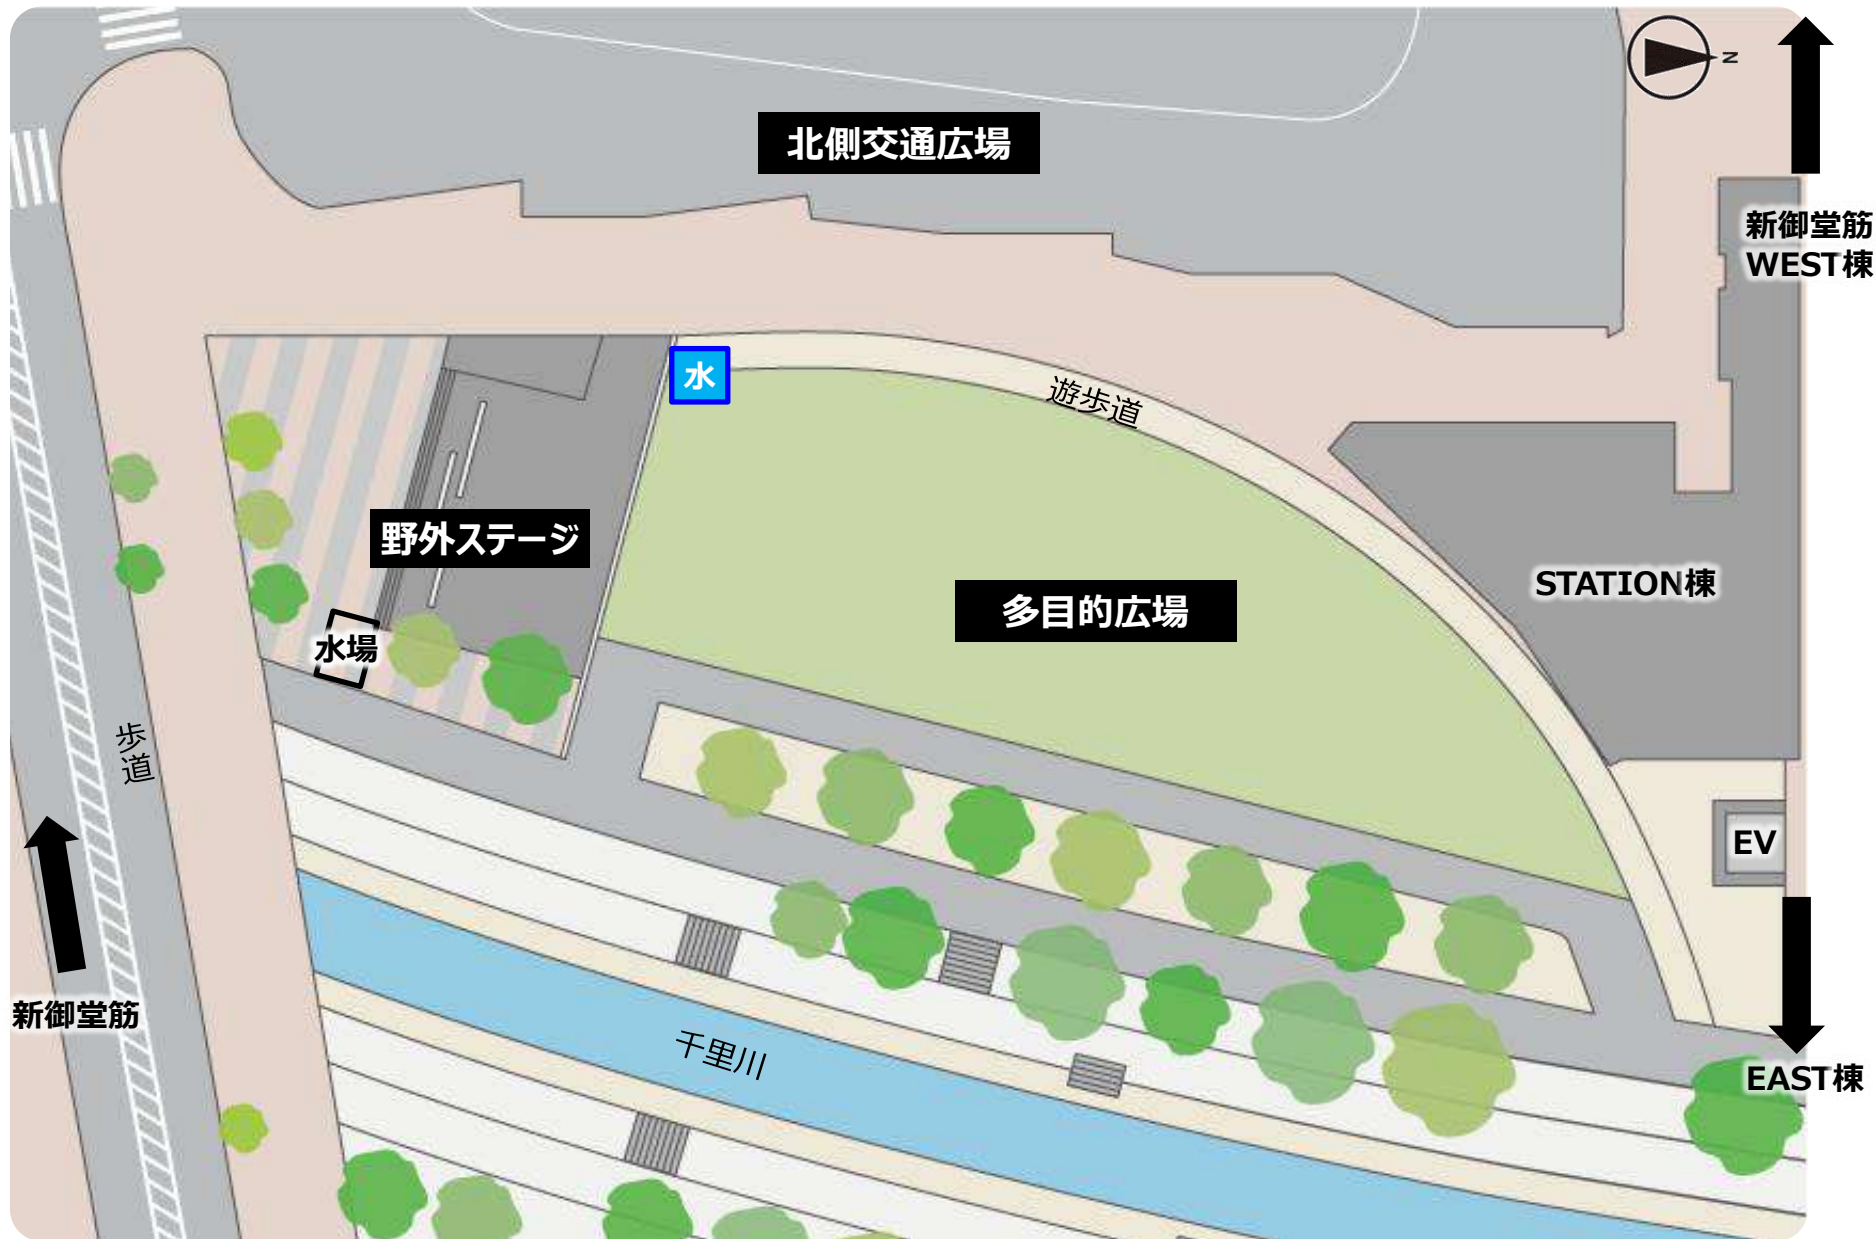 N
北側交通広場
新御堂筋
WEST棟
水
遊歩道
野外ステージ
STATION棟
多目的広場
水場
歩道
EV
新御堂筋
千里川
EAST棟